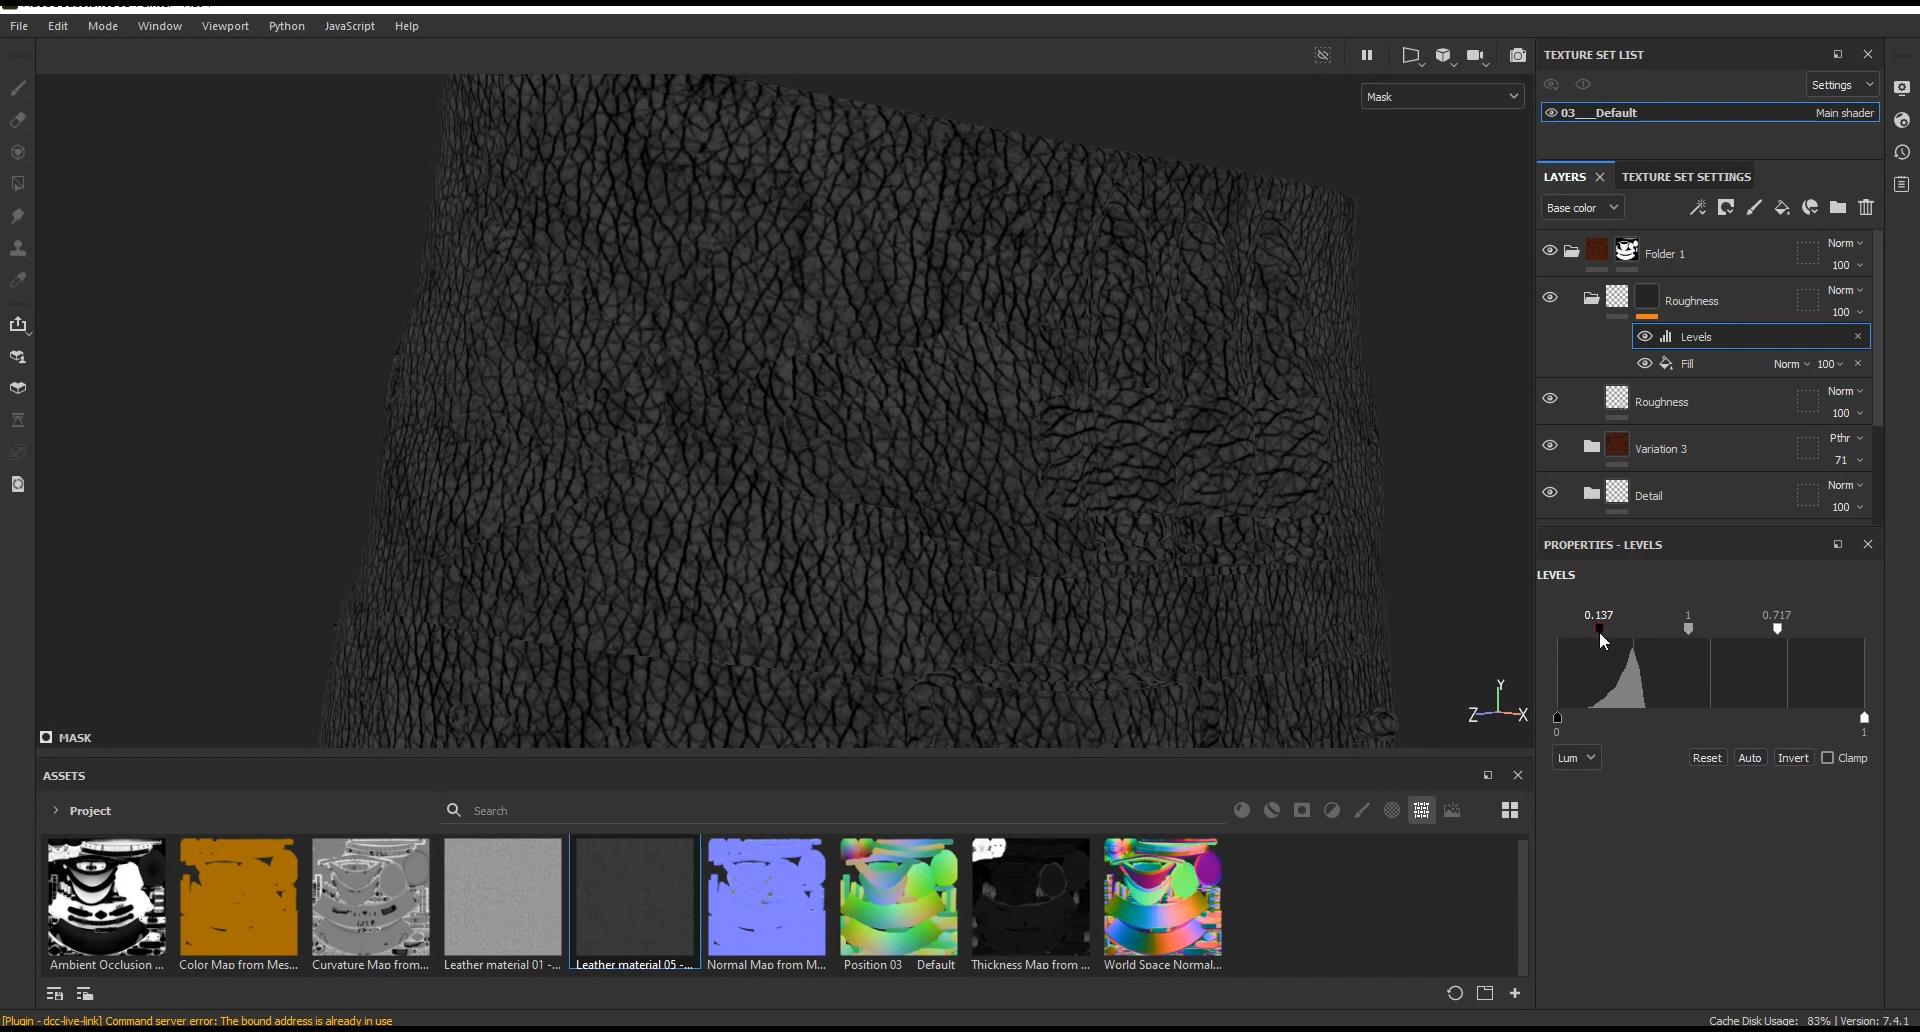 File Edit Mode Window Viewport Python JavaScript Help
Mask
MASK
TEXTURE SET LIST
Settings
03___Default Main shader
LAYERS TEXTURE SET SETTINGS
Base color
Folder 1 Norm 100
Roughness Norm 100
Levels
Fill Norm 100
Roughness Norm 100
Variation 3 Pthr 71
Detail Norm 100
PROPERTIES - LEVELS
LEVELS
0.137 1 0.717
0 1
Lum Reset Auto Invert Clamp
Y
Z X
ASSETS
Project Search
Ambient Occlusion ... Color Map from Mes... Curvature Map from... Leather material 01 -... Leather material 05 -... Normal Map from M... Position 03 Default Thickness Map from ... World Space Normal...
[Plugin - dcc-live-link] Command server error: The bound address is already in use
Cache Disk Usage: 83% | Version: 7.4.1